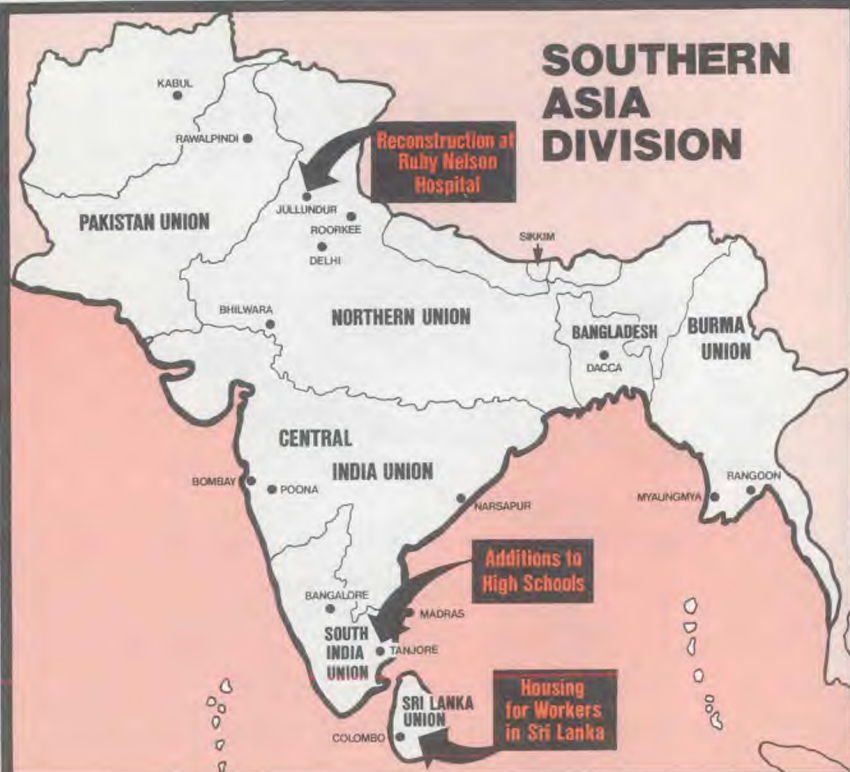 SOUTHERN
ASIA
DIVISION
KABUL
RAWALPINDI
Reconstruction at
Ruby Nelson
Hospital
JULLUNDUR
PAKISTAN UNION
ROORKEE
DELHI
SIKKIM
BHILWARA
NORTHERN UNION
BANGLADESH
DACCA
BURMA
UNION
CENTRAL
INDIA UNION
BOMBAY
POONA
NARSAPUR
MYAUNGMYA
RANGOON
Additions to
High Schools
BANGALORE
MADRAS
SOUTH
INDIA
UNION
TANJORE
SRI LANKA
UNION
COLOMBO
Housing
for Workers
in Sri Lanka